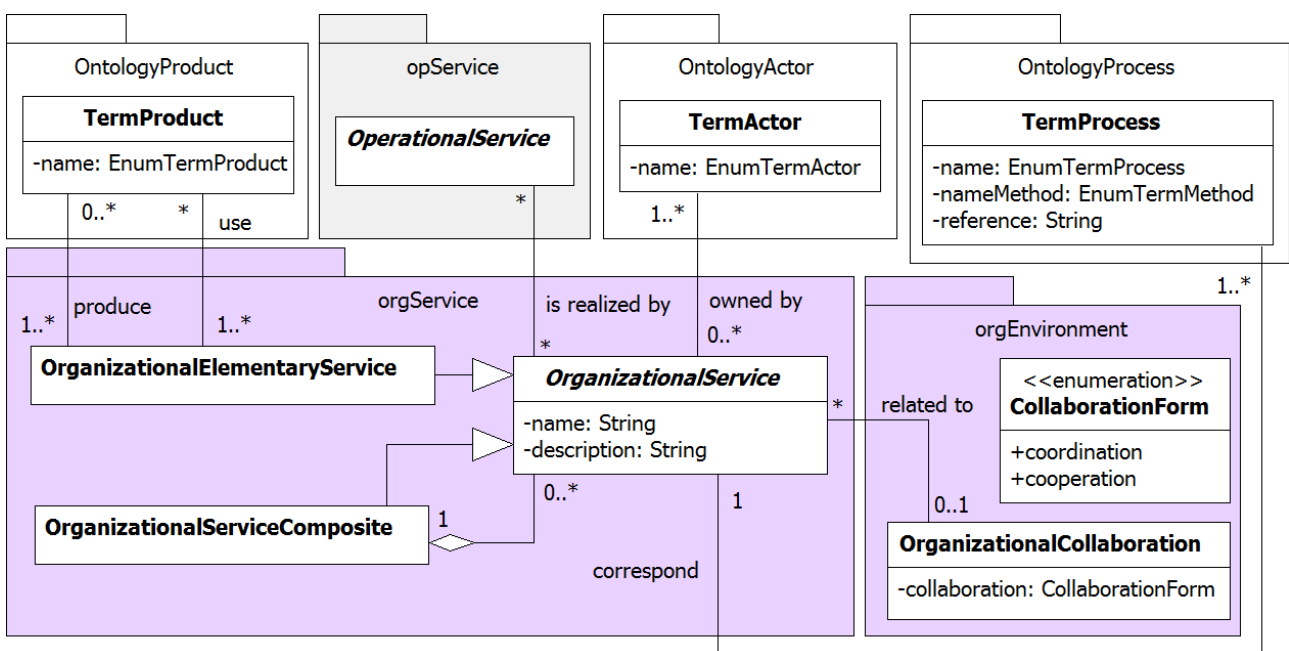 OntologyProduct
TermProduct
-name: EnumTermProduct
0..*
*
use
opService
OperationalService
*
OntologyActor
TermActor
-name: EnumTermActor
1..*
OntologyProcess
TermProcess
-name: EnumTermProcess
-nameMethod: EnumTermMethod
-reference: String
1..*
orgService
produce
1..*
1..*
is realized by
*
owned by
0..*
OrganizationalElementaryService
OrganizationalService
-name: String
-description: String
*
related to
0..*
1
OrganizationalServiceComposite
1
correspond
orgEnvironment
<<enumeration>>
CollaborationForm
+coordination
+cooperation
0..1
OrganizationalCollaboration
-collaboration: CollaborationForm